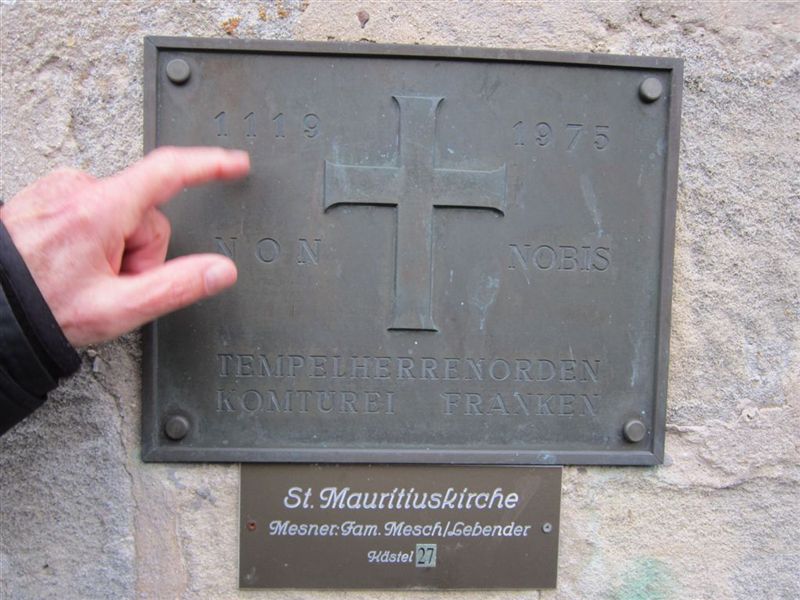 1119 1975
NON NOBIS
TEMPELHERRENORDEN
KOMTUREI FRANKEN
St. Mauritiuskirche
Mesner: Fam. Mesch/Lebender
Kästel 27